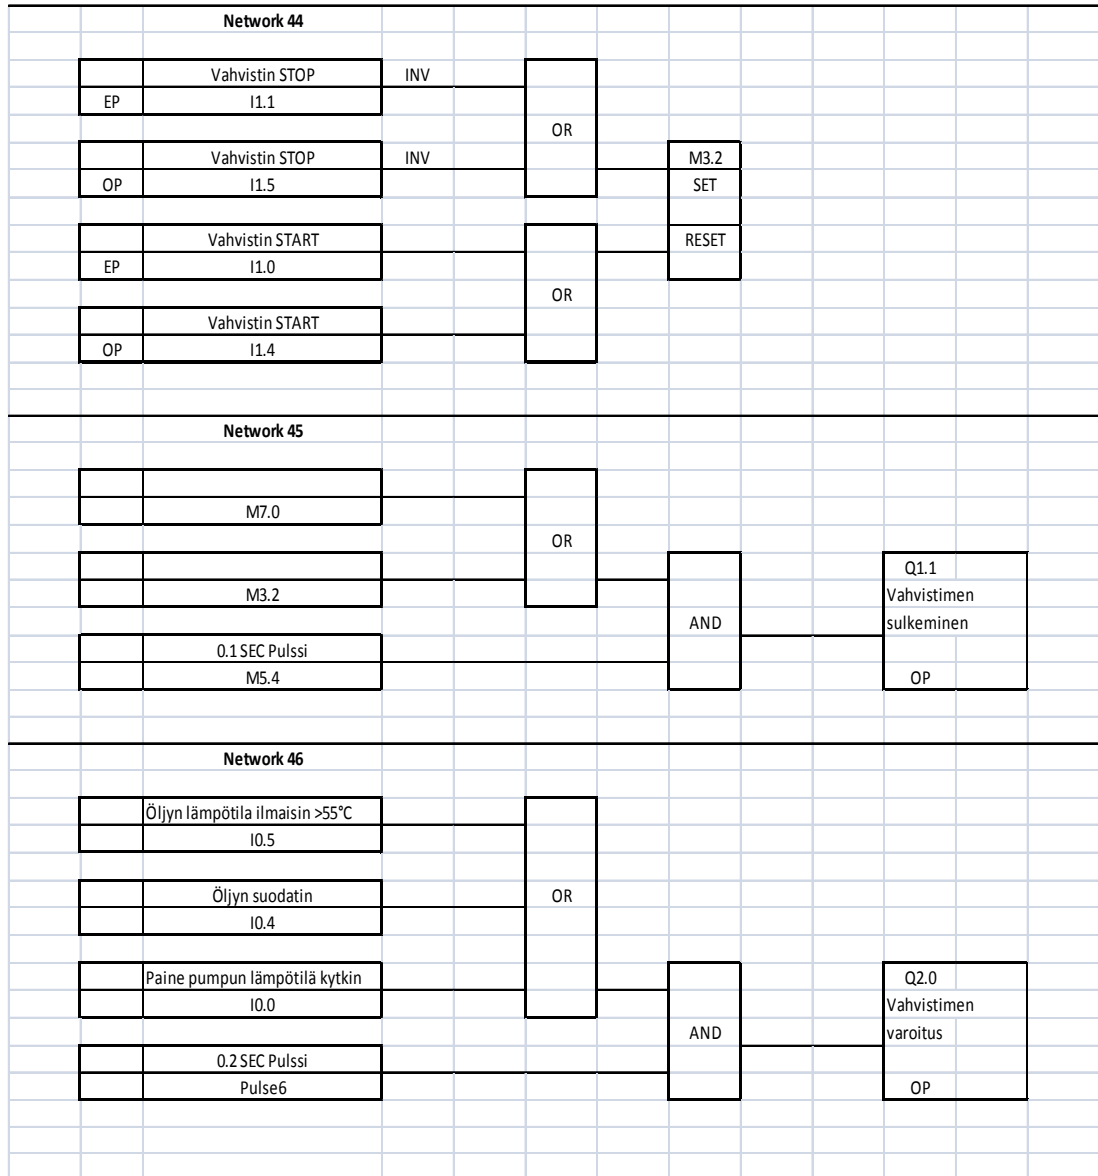 Network 44
Vahvistin STOP INV
EP I1.1
OR
Vahvistin STOP INV M3.2
OP I1.5 SET
Vahvistin START RESET
EP I1.0
OR
Vahvistin START
OP I1.4
Network 45
M7.0
OR
Q1.1
M3.2 Vahvistimen
AND sulkeminen
0.1 SEC Pulssi
M5.4 OP
Network 46
Öljyn lämpötila ilmaisin >55°C
I0.5
Öljyn suodatin OR
I0.4
Paine pumpun lämpötilä kytkin Q2.0
I0.0 Vahvistimen
AND varoitus
0.2 SEC Pulssi
Pulse6 OP